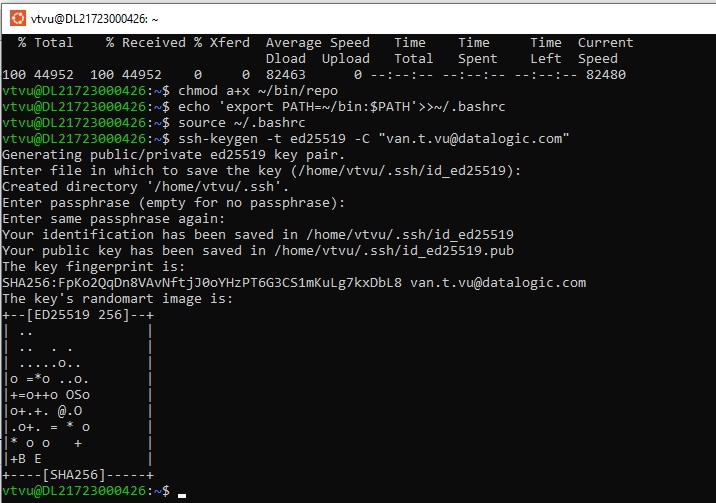 vtvu@DL21723000426: ~
  % Total    % Received % Xferd  Average Speed   Time    Time     Time  Current
                                 Dload  Upload   Total   Spent    Left  Speed
100 44952  100 44952    0     0  82463      0 --:--:-- --:--:-- --:--:-- 82480
vtvu@DL21723000426:~$ chmod a+x ~/bin/repo
vtvu@DL21723000426:~$ echo 'export PATH=~/bin:$PATH'>>~/.bashrc
vtvu@DL21723000426:~$ source ~/.bashrc
vtvu@DL21723000426:~$ ssh-keygen -t ed25519 -C "van.t.vu@datalogic.com"
Generating public/private ed25519 key pair.
Enter file in which to save the key (/home/vtvu/.ssh/id_ed25519):
Created directory '/home/vtvu/.ssh'.
Enter passphrase (empty for no passphrase):
Enter same passphrase again:
Your identification has been saved in /home/vtvu/.ssh/id_ed25519
Your public key has been saved in /home/vtvu/.ssh/id_ed25519.pub
The key fingerprint is:
SHA256:FpKo2QqDn8VAvNftjJ0oYHzPT6G3CS1mKuLg7kxDbL8 van.t.vu@datalogic.com
The key's randomart image is:
+--[ED25519 256]--+
| ..              |
| ..  . .         |
| .....o..        |
|o =*o ..o.       |
|+=o++o OSo       |
|o+.+. @.O        |
|.o+. = * o       |
|* o o   +        |
|+B E             |
+----[SHA256]-----+
vtvu@DL21723000426:~$